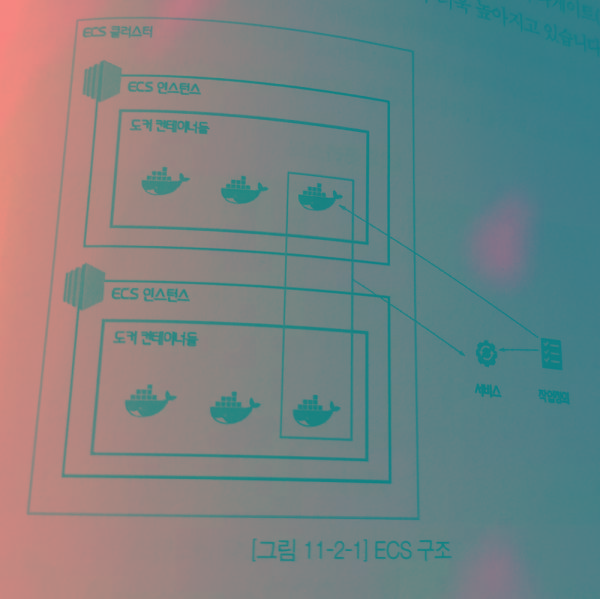 더욱 높아지고 있습니다
ECS 클러스터
ECS 인스턴스
도커 컨테이너들
ECS 인스턴스
도커 컨테이너들
서비스
작업정의
[그림 11-2-1] ECS 구조